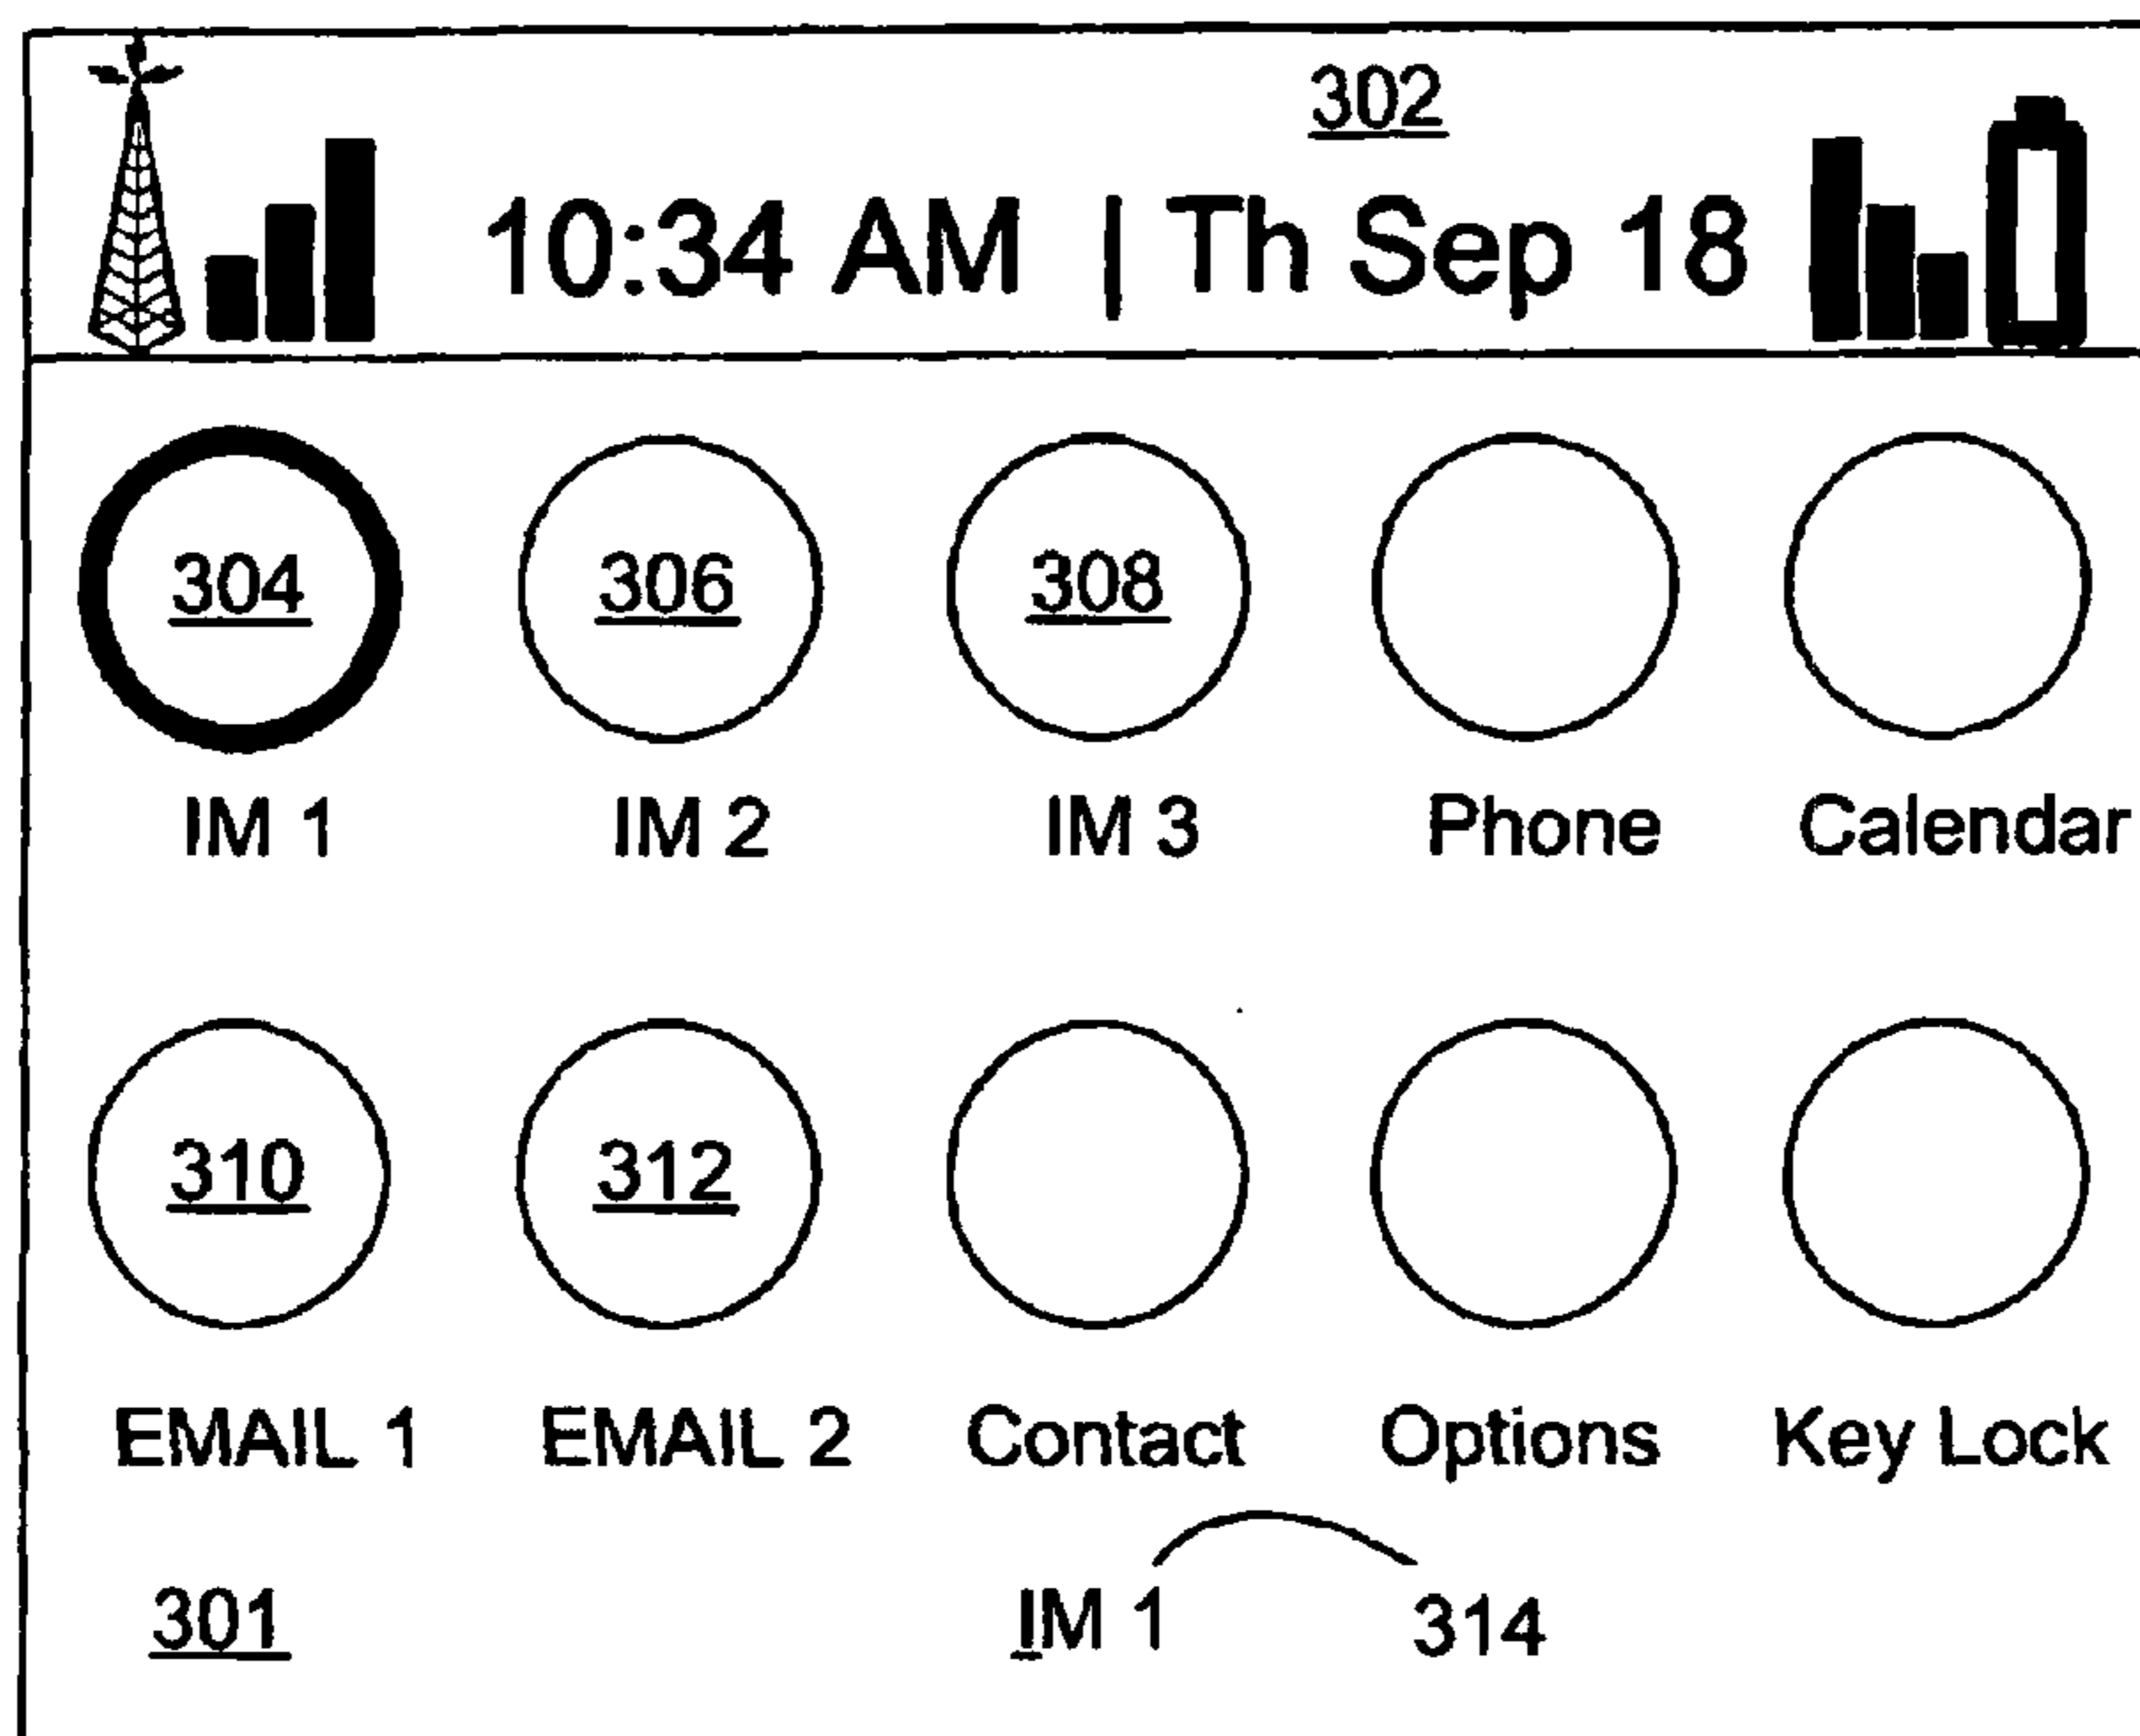 302
10:34 AM | Th Sep 18
304 306 308
IM 1 IM 2 IM 3 Phone Calendar
310 312
EMAIL 1 EMAIL 2 Contact Options Key Lock
301 IM 1 314